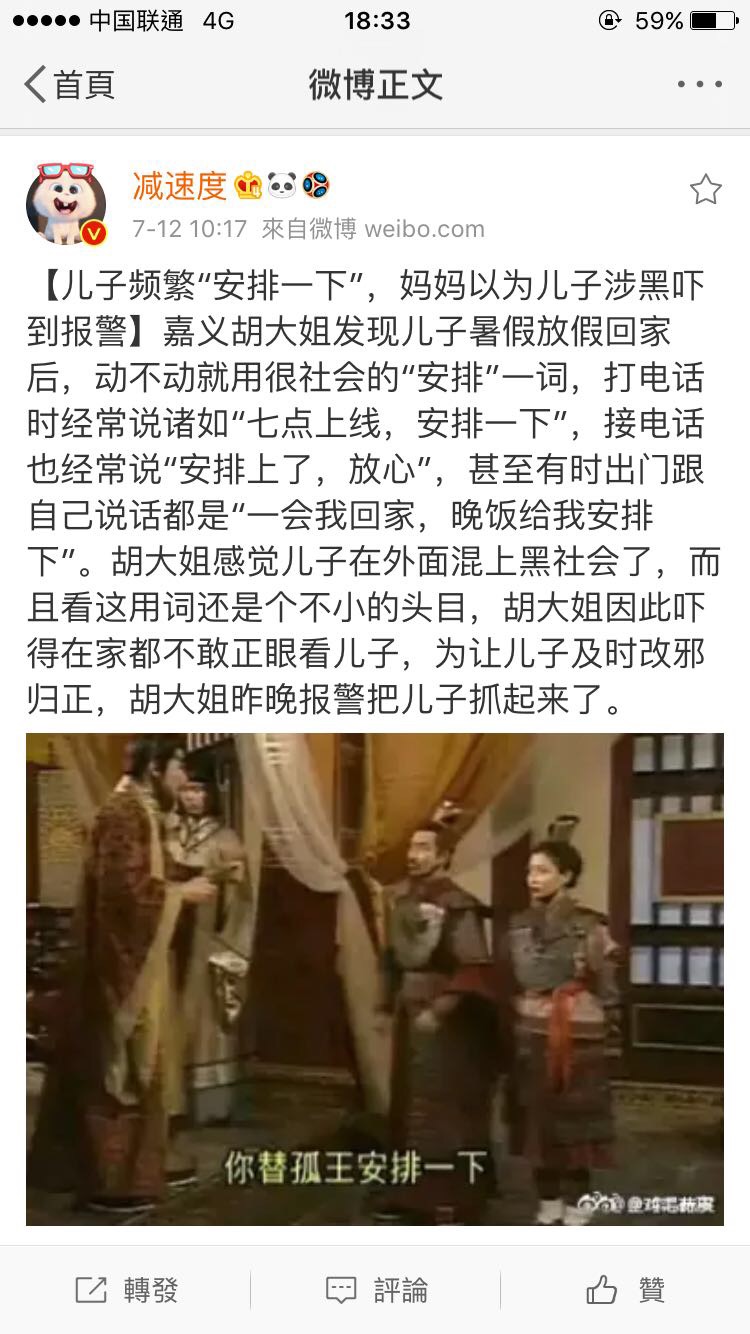 中国联通 4G 18:33 59%
首頁 微博正文
减速度
7-12 10:17 來自微博 weibo.com
【儿子频繁“安排一下”，妈妈以为儿子涉黑吓
到报警】嘉义胡大姐发现儿子暑假放假回家
后，动不动就用很社会的“安排”一词，打电话
时经常说诸如“七点上线，安排一下”，接电话
也经常说“安排上了，放心”，甚至有时出门跟
自己说话都是“一会我回家，晚饭给我安排
下”。胡大姐感觉儿子在外面混上黑社会了，而
且看这用词还是个不小的头目，胡大姐因此吓
得在家都不敢正眼看儿子，为让儿子及时改邪
归正，胡大姐昨晚报警把儿子抓起来了。
你替孤王安排一下
轉發 評論 贊